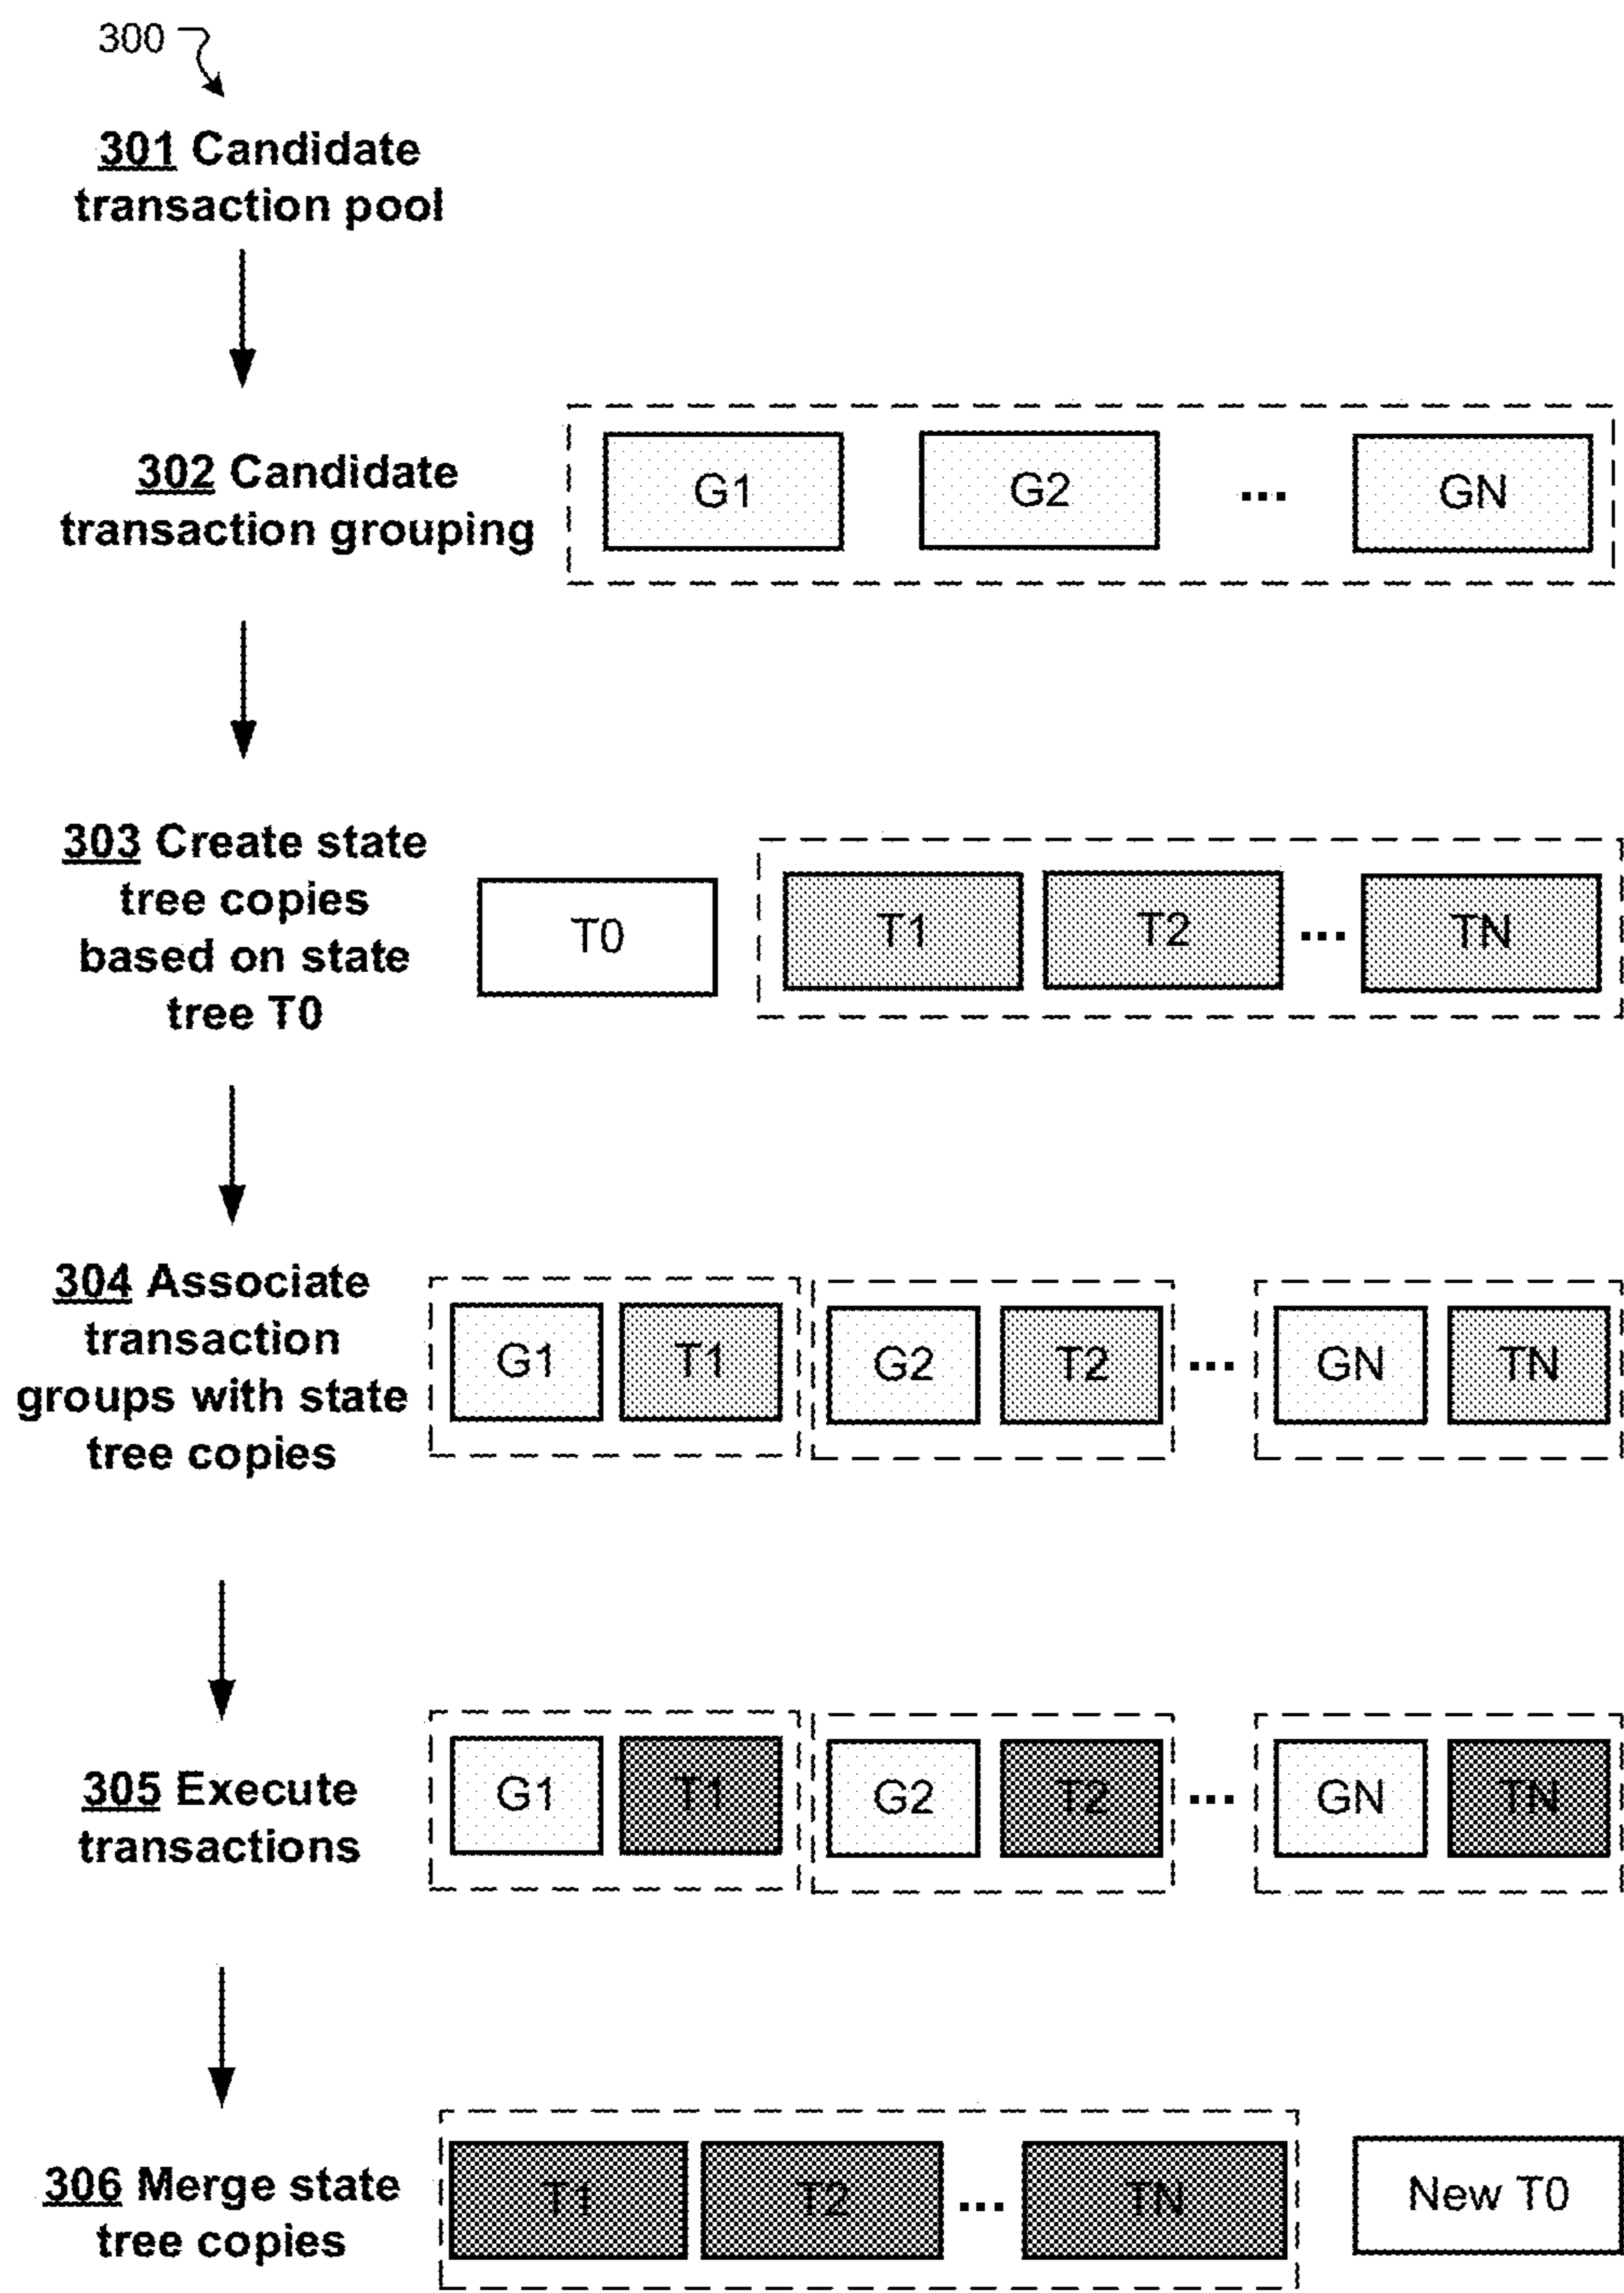 300
301 Candidate
transaction pool
302 Candidate
transaction grouping
G1 G2 ... GN
303 Create state
tree copies
based on state
tree T0
T0 T1 T2 ... TN
304 Associate
transaction
groups with state
tree copies
G1 T1 G2 T2 ... GN TN
305 Execute
transactions
G1 T1 G2 T2 ... GN TN
306 Merge state
tree copies
T1 T2 ... TN New T0